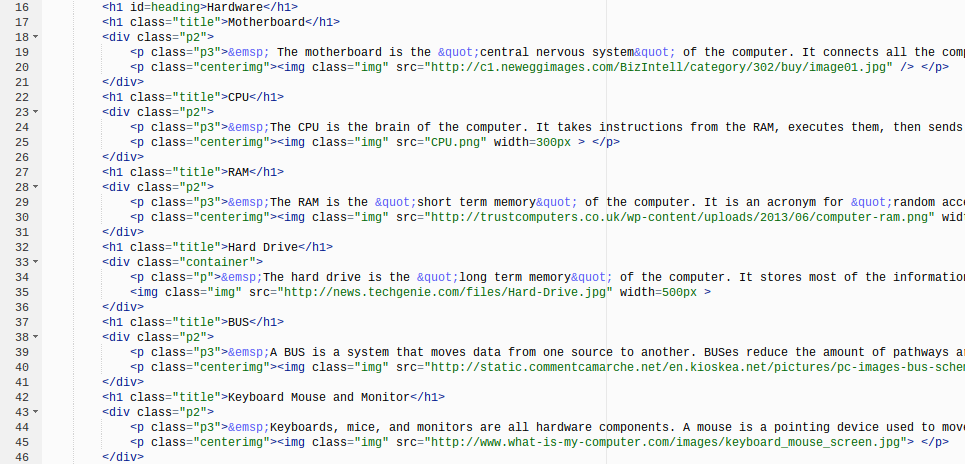 16 <h1 id=heading>Hardware</h1>
17 <h1 class="title">Motherboard</h1>
18 <div class="p2">
19 <p class="p3">&emsp; The motherboard is the &quot;central nervous system&quot; of the computer. It connects all the com
20 <p class="centerimg"><img class="img" src="http://c1.neweggimages.com/BizIntell/category/302/buy/image01.jpg" /> </p>
21 </div>
22 <h1 class="title">CPU</h1>
23 <div class="p2">
24 <p class="p3">&emsp;The CPU is the brain of the computer. It takes instructions from the RAM, executes them, then sends
25 <p class="centerimg"><img class="img" src="CPU.png" width=300px > </p>
26 </div>
27 <h1 class="title">RAM</h1>
28 <div class="p2">
29 <p class="p3">&emsp;The RAM is the &quot;short term memory&quot; of the computer. It is an acronym for &quot;random acce
30 <p class="centerimg"><img class="img" src="http://trustcomputers.co.uk/wp-content/uploads/2013/06/computer-ram.png" widt
31 </div>
32 <h1 class="title">Hard Drive</h1>
33 <div class="container">
34 <p class="p">&emsp;The hard drive is the &quot;long term memory&quot; of the computer. It stores most of the information
35 <img class="img" src="http://news.techgenie.com/files/Hard-Drive.jpg" width=500px >
36 </div>
37 <h1 class="title">BUS</h1>
38 <div class="p2">
39 <p class="p3">&emsp;A BUS is a system that moves data from one source to another. BUSes reduce the amount of pathways a
40 <p class="centerimg"><img class="img" src="http://static.commentcamarche.net/en.kioskea.net/pictures/pc-images-bus-schem
41 </div>
42 <h1 class="title">Keyboard Mouse and Monitor</h1>
43 <div class="p2">
44 <p class="p3">&emsp;Keyboards, mice, and monitors are all hardware components. A mouse is a pointing device used to move
45 <p class="centerimg"><img class="img" src="http://www.what-is-my-computer.com/images/keyboard_mouse_screen.jpg"> </p>
46 </div>